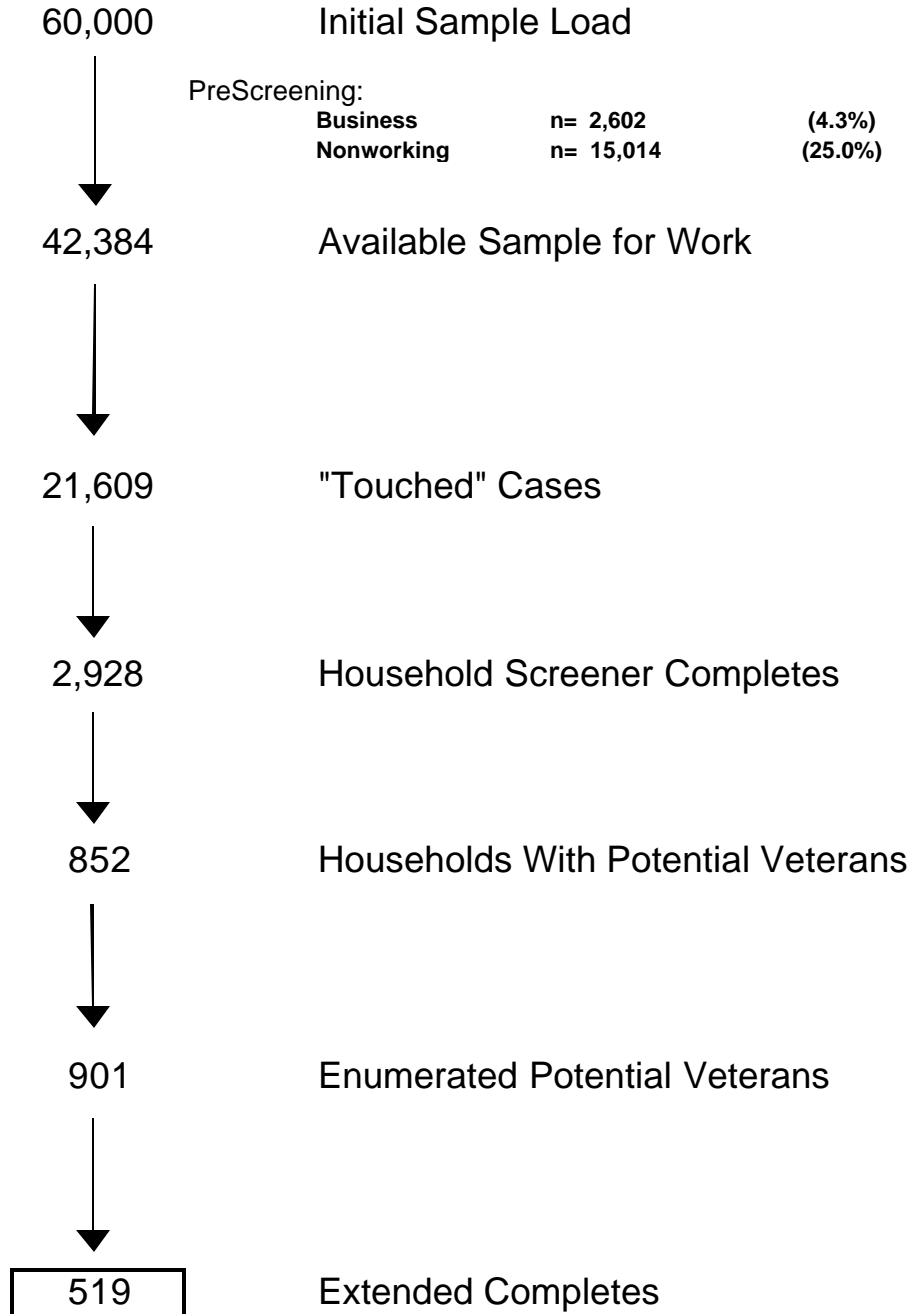 60,000 Initial Sample Load
PreScreening:
Business n= 2,602 (4.3%)
Nonworking n= 15,014 (25.0%)
42,384 Available Sample for Work
21,609 "Touched" Cases
2,928 Household Screener Completes
852 Households With Potential Veterans
901 Enumerated Potential Veterans
519 Extended Completes